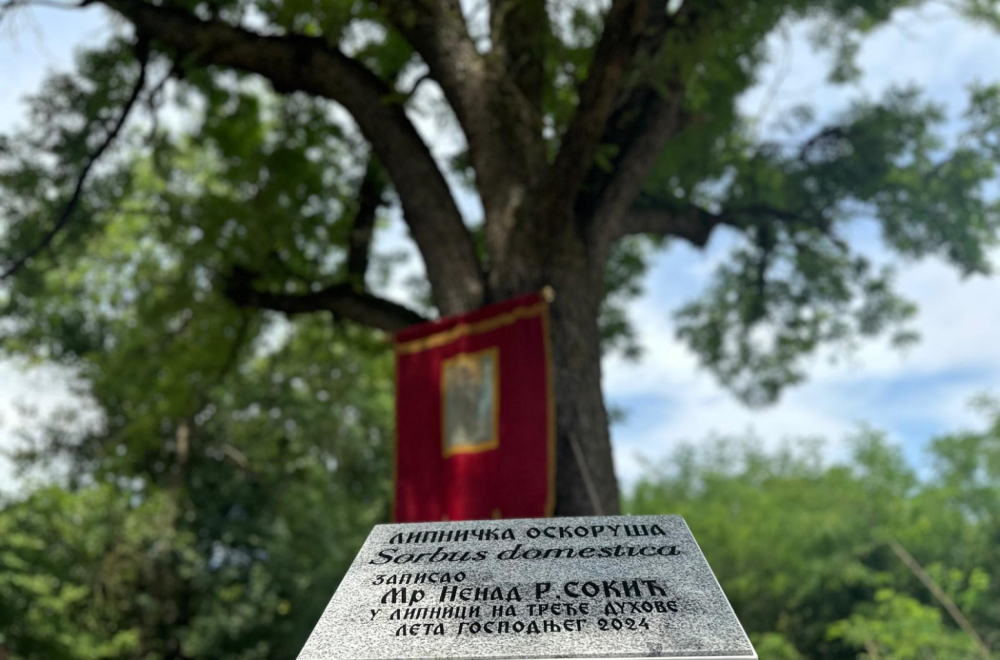 ЛИПНИЧКА ОСКОРУША
Sorbus domestica
ЗАПИСАО
Мр Ненад Р. СОКИЋ
У ЛИПНИЦИ НА ТРЕЋЕ ДУХОВЕ
ЛЕТА ГОСПОДЊЕГ 2024